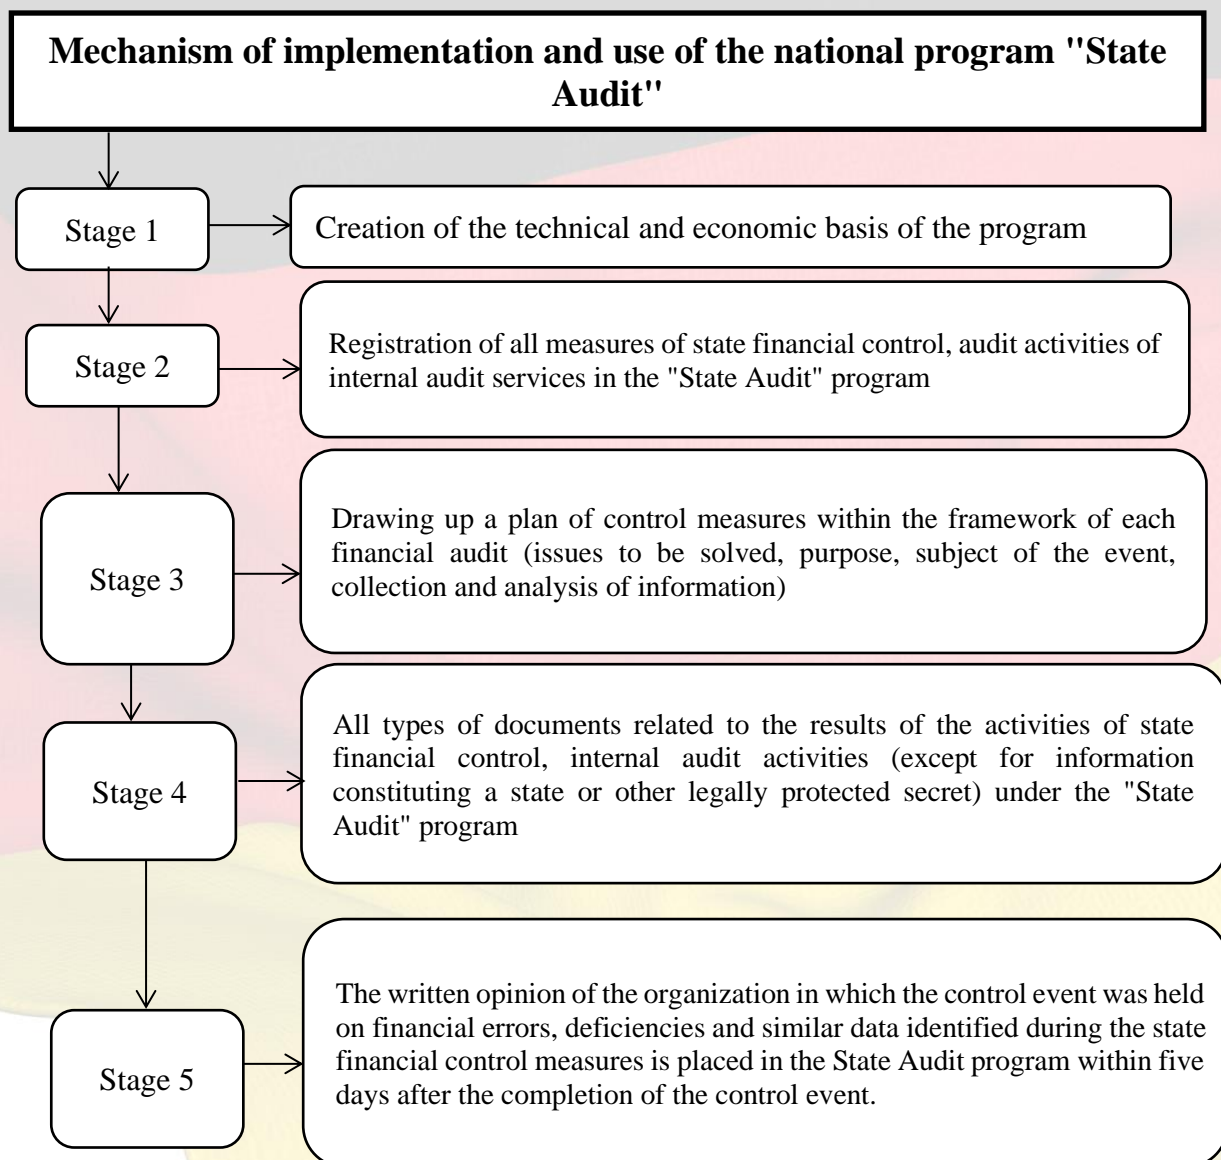 Mechanism of implementation and use of the national program "State
Audit"
Stage 1
Creation of the technical and economic basis of the program
Stage 2
Registration of all measures of state financial control, audit activities of
internal audit services in the "State Audit" program
Stage 3
Drawing up a plan of control measures within the framework of each
financial audit (issues to be solved, purpose, subject of the event,
collection and analysis of information)
Stage 4
All types of documents related to the results of the activities of state
financial control, internal audit activities (except for information
constituting a state or other legally protected secret) under the "State
Audit" program
Stage 5
The written opinion of the organization in which the control event was held
on financial errors, deficiencies and similar data identified during the state
financial control measures is placed in the State Audit program within five
days after the completion of the control event.